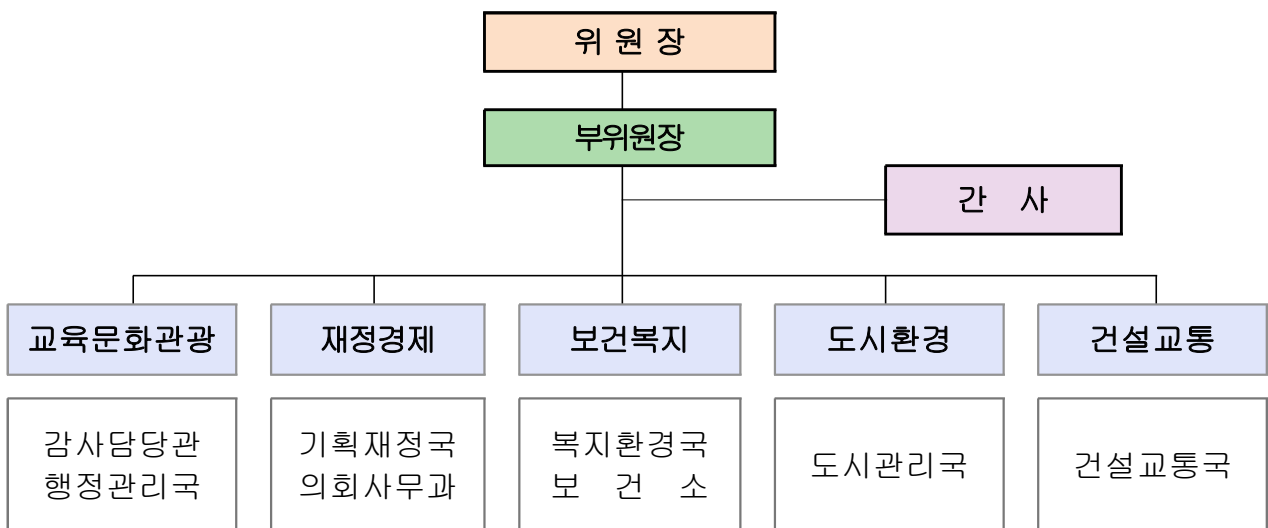 위 원 장
부위원장
간 사
교육문화관광
재정경제
보건복지
도시환경
건설교통
감사담당관
행정관리국
기획재정국
의회사무과
복지환경국
보 건 소
도시관리국
건설교통국